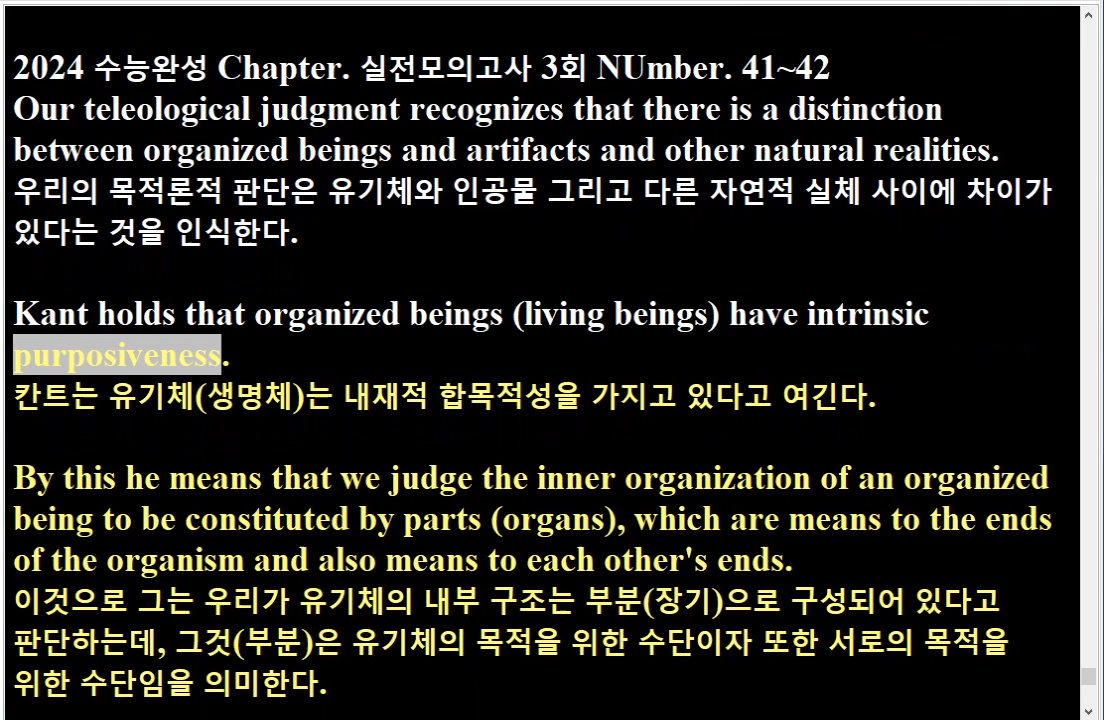 2024 수능완성 Chapter. 실전모의고사 3회 NUmber. 41~42
Our teleological judgment recognizes that there is a distinction
between organized beings and artifacts and other natural realities.
우리의 목적론적 판단은 유기체와 인공물 그리고 다른 자연적 실체 사이에 차이가
있다는 것을 인식한다.
Kant holds that organized beings (living beings) have intrinsic
purposiveness.
칸트는 유기체(생명체)는 내재적 합목적성을 가지고 있다고 여긴다.
By this he means that we judge the inner organization of an organized
being to be constituted by parts (organs), which are means to the ends
of the organism and also means to each other's ends.
이것으로 그는 우리가 유기체의 내부 구조는 부분(장기)으로 구성되어 있다고
판단하는데, 그것(부분)은 유기체의 목적을 위한 수단이자 또한 서로의 목적을
위한 수단임을 의미한다.